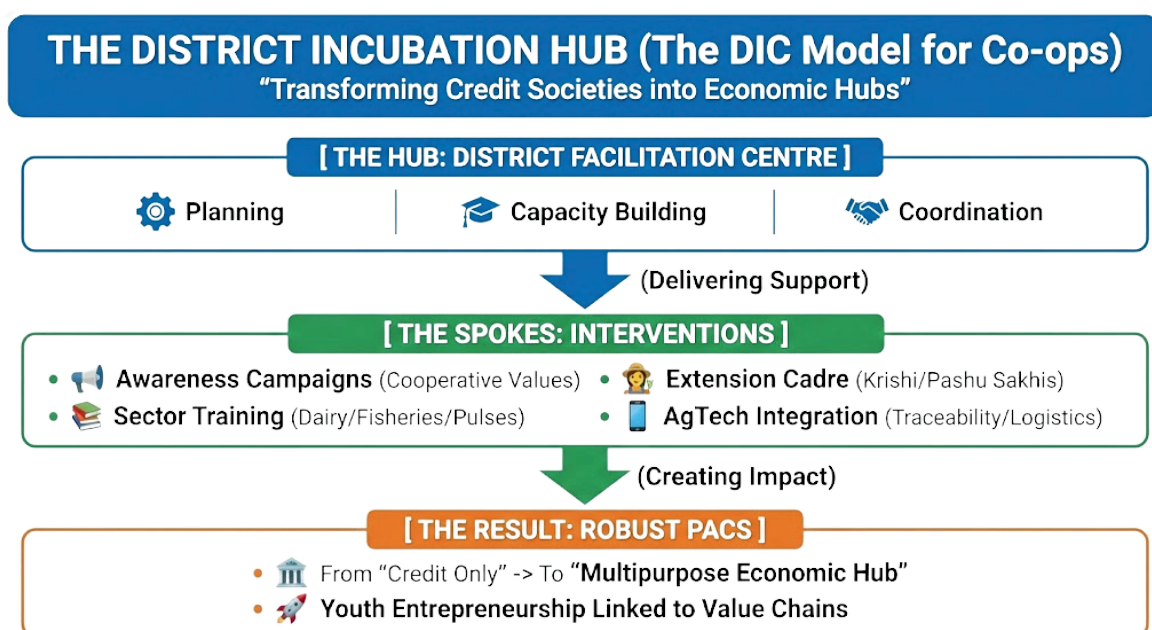 THE DISTRICT INCUBATION HUB (The DIC Model for Co-ops)
“Transforming Credit Societies into Economic Hubs”
[ THE HUB: DISTRICT FACILITATION CENTRE ]
Planning
Capacity Building
Coordination
(Delivering Support)
[ THE SPOKES: INTERVENTIONS ]
• Awareness Campaigns (Cooperative Values)
• Extension Cadre (Krishi/Pashu Sakhis)
• Sector Training (Dairy/Fisheries/Pulses)
• AgTech Integration (Traceability/Logistics)
(Creating Impact)
[ THE RESULT: ROBUST PACS ]
• From “Credit Only” -> To “Multipurpose Economic Hub”
• Youth Entrepreneurship Linked to Value Chains